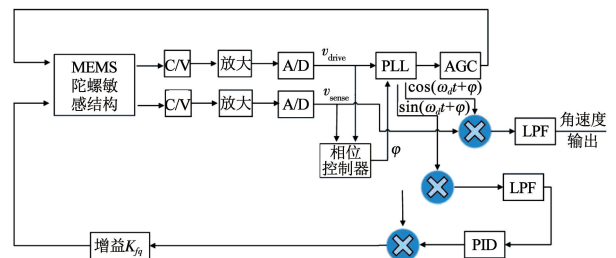 MEMS
陀螺敏
感结构
C/V
放大
A/D
v_drive
PLL
AGC
cos(ω_d t+φ)
sin(ω_d t+φ)
C/V
放大
A/D
v_sense
相位
控制器
φ
LPF
角速度
输出
LPF
PID
增益K_fq